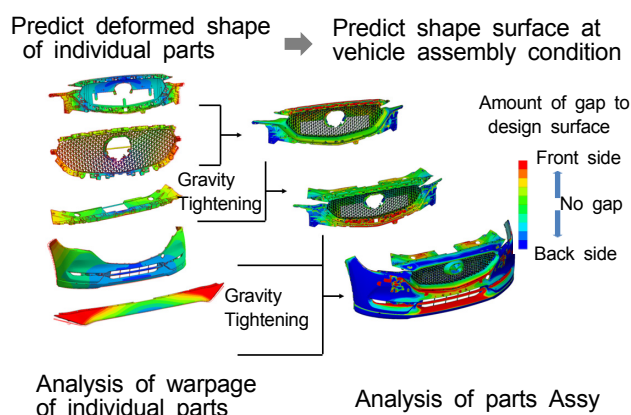 Predict deformed shape
of individual parts
Predict shape surface at
vehicle assembly condition
Amount of gap to
design surface
Front side
No gap
Back side
Gravity
Tightening
Gravity
Tightening
Analysis of warpage
of individual parts
Analysis of parts Assy